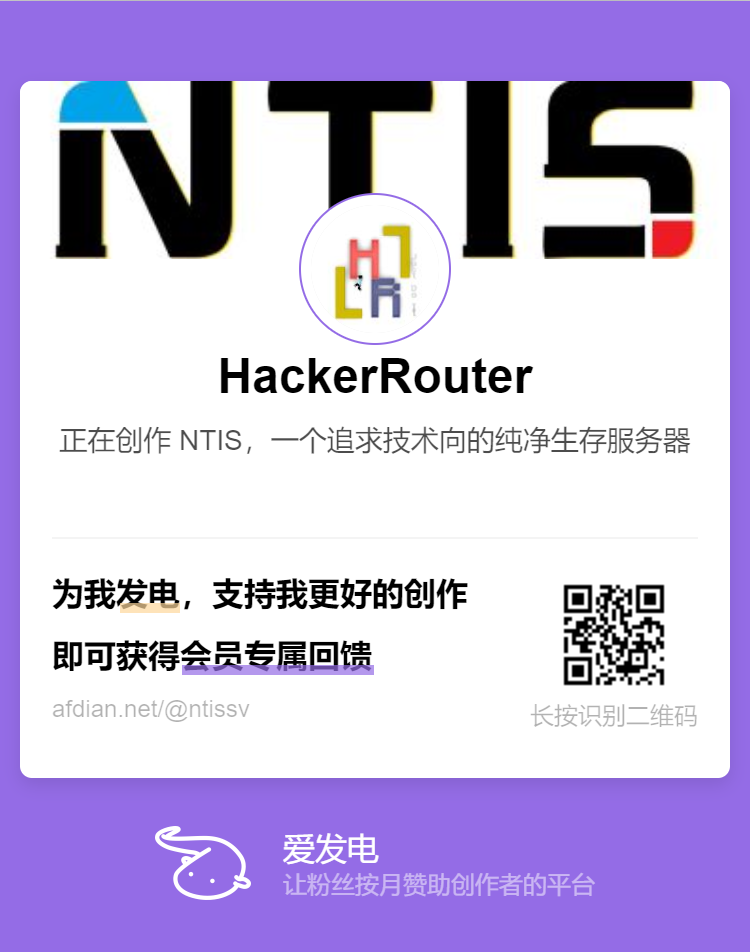 NTIS
H
L R
HackerRouter
正在创作 NTIS，一个追求技术向的纯净生存服务器
为我发电，支持我更好的创作
即可获得会员专属回馈
afdian.net/@ntissv
长按识别二维码
爱发电
让粉丝按月赞助创作者的平台